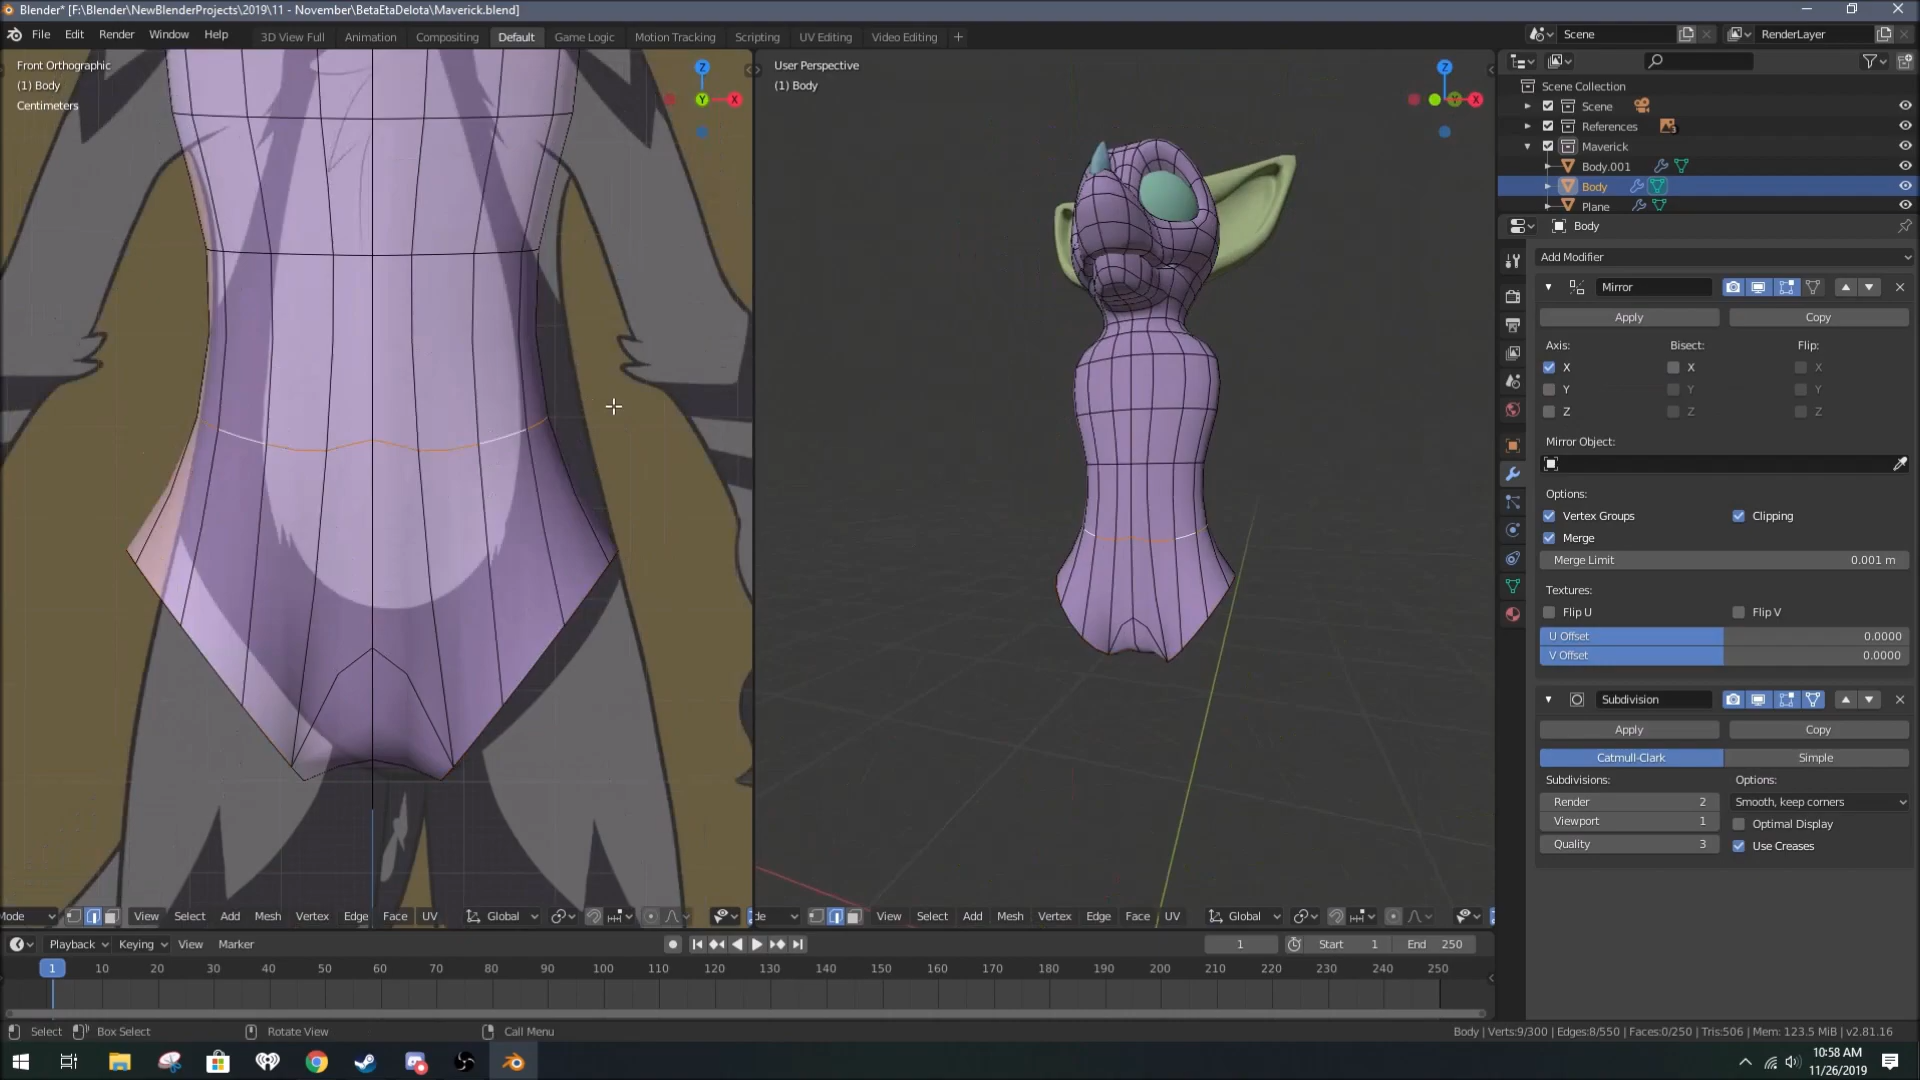 Blender* [F:\Blender\NewBlenderProjects\2019\11 - November\BetaEtaDelota\Maverick.blend]
File Edit Render Window Help 3D View Full Animation Compositing Default Game Logic Motion Tracking Scripting UV Editing Video Editing + Scene RenderLayer
Front Orthographic
(1) Body
Centimeters
Z
X
Y
User Perspective
(1) Body
Z
X
Scene Collection
Scene
References
Maverick
Body.001
Body
Plane
Body
Add Modifier
Mirror
Apply Copy
Axis: Bisect: Flip:
X X X
Y Y Y
Z Z Z
Mirror Object:
Options:
Vertex Groups Clipping
Merge
Merge Limit 0.001 m
Textures:
Flip U Flip V
U Offset 0.0000
V Offset 0.0000
Subdivision
Apply Copy
Catmull-Clark Simple
Subdivisions: Options:
Render 2 Smooth, keep corners
Viewport 1 Optimal Display
Quality 3 Use Creases
Mode View Select Add Mesh Vertex Edge Face UV Global
de View Select Add Mesh Vertex Edge Face UV Global
Playback Keying View Marker 1 Start 1 End 250
1 10 20 30 40 50 60 70 80 90 100 110 120 130 140 150 160 170 180 190 200 210 220 230 240 250
Select Box Select Rotate View Call Menu Body | Verts:9/300 | Edges:8/550 | Faces:0/250 | Tris:506 | Mem: 123.5 MiB | v2.81.16
10:58 AM
11/26/2019